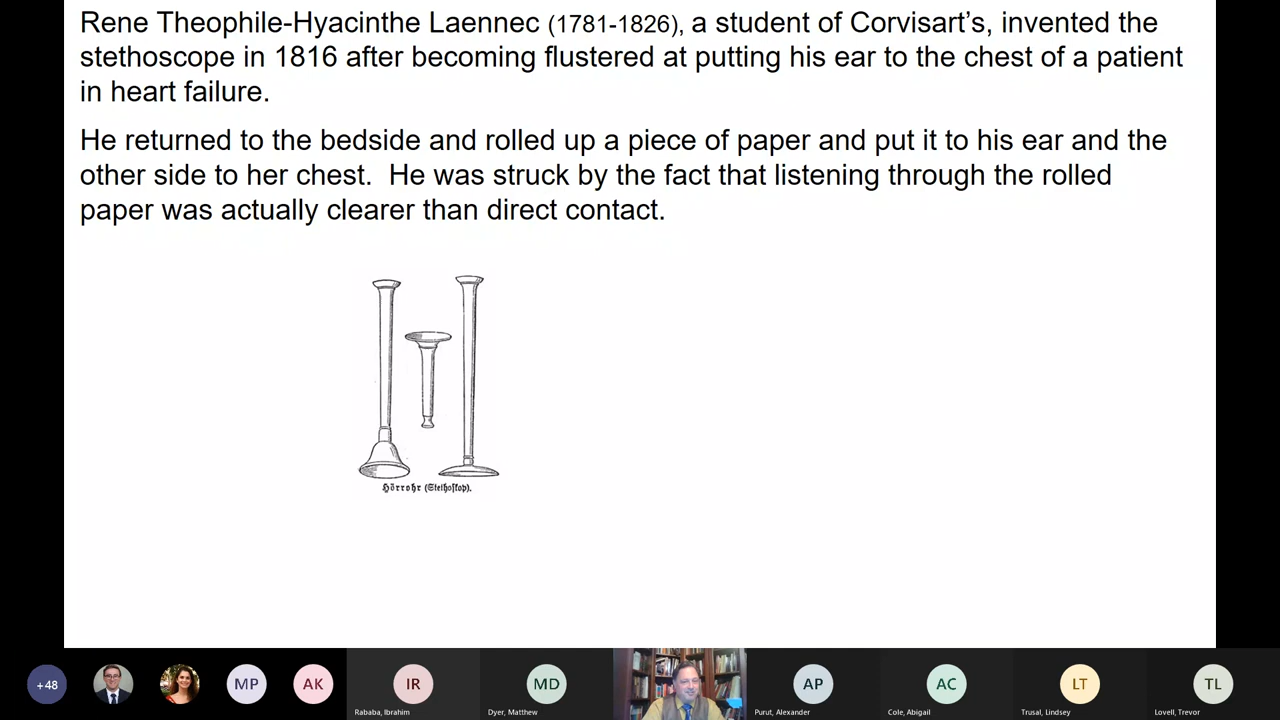 Rene Theophile-Hyacinthe Laennec (1781-1826), a student of Corvisart’s, invented the
stethoscope in 1816 after becoming flustered at putting his ear to the chest of a patient
in heart failure.
He returned to the bedside and rolled up a piece of paper and put it to his ear and the
other side to her chest.  He was struck by the fact that listening through the rolled
paper was actually clearer than direct contact.
Hörrohr (Stethoſkop).
+48
MP
AK
IR
MD
AP
AC
LT
TL
Rababa, Ibrahim
Dyer, Matthew
Purut, Alexander
Cole, Abigail
Trusal, Lindsey
Lovell, Trevor